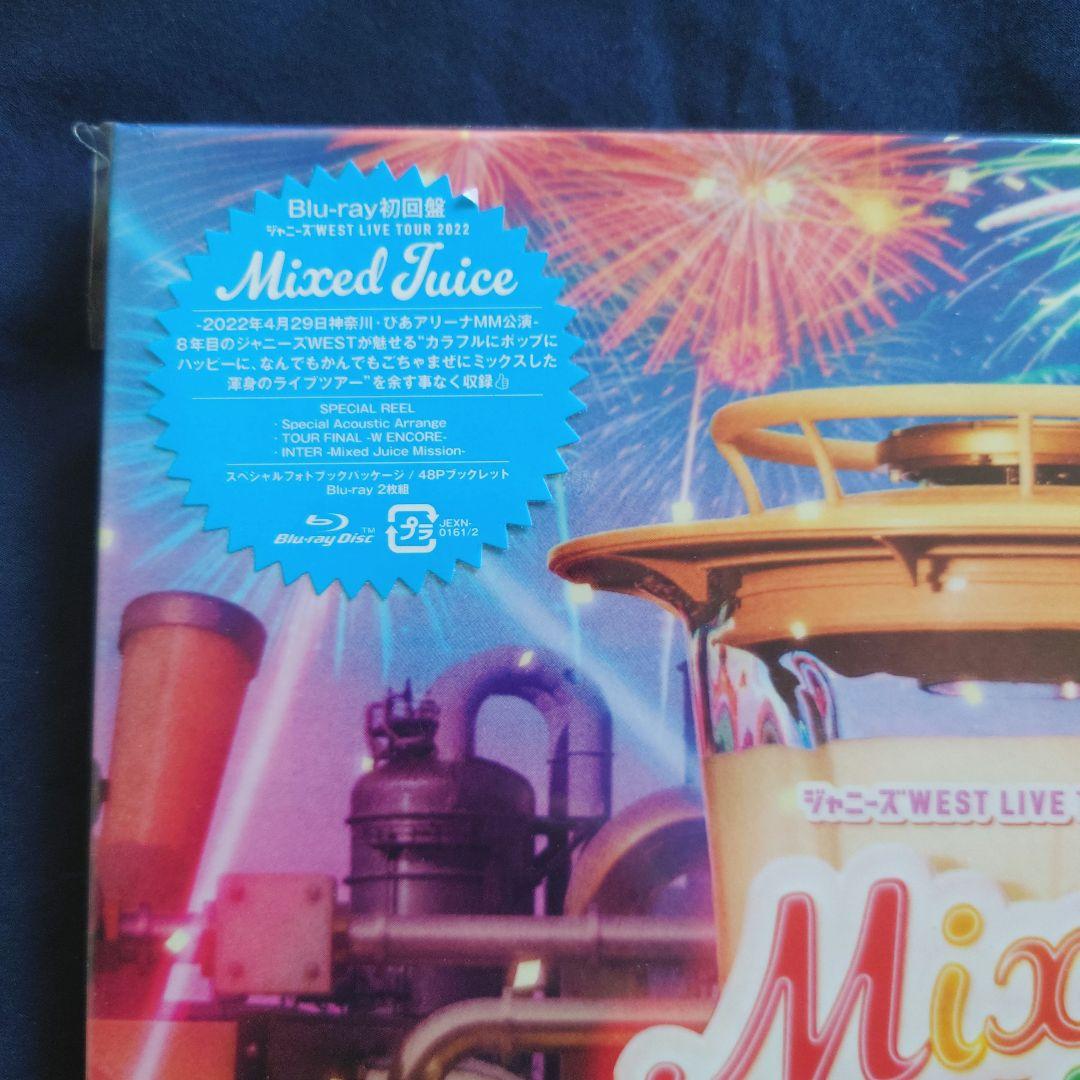 Blu-ray初回盤
ジャニーズWEST LIVE TOUR 2022
Mixed Juice
-2022年4月29日神奈川・ぴあアリーナMM公演-
8年目のジャニーズWESTが魅せる"カラフルにポップに
ハッピーに、なんでもかんでもごちゃまぜにミックスした
渾身のライブツアー"を余す事なく収録👍
SPECIAL REEL
・Special Acoustic Arrange
・TOUR FINAL -W ENCORE-
・INTER -Mixed Juice Mission-
スペシャルフォトブックパッケージ / 48Pブックレット
Blu-ray 2枚組
Blu-ray Disc™
プラ
JEXN-
0161/2
ジャニーズWEST LIVE T
Mix